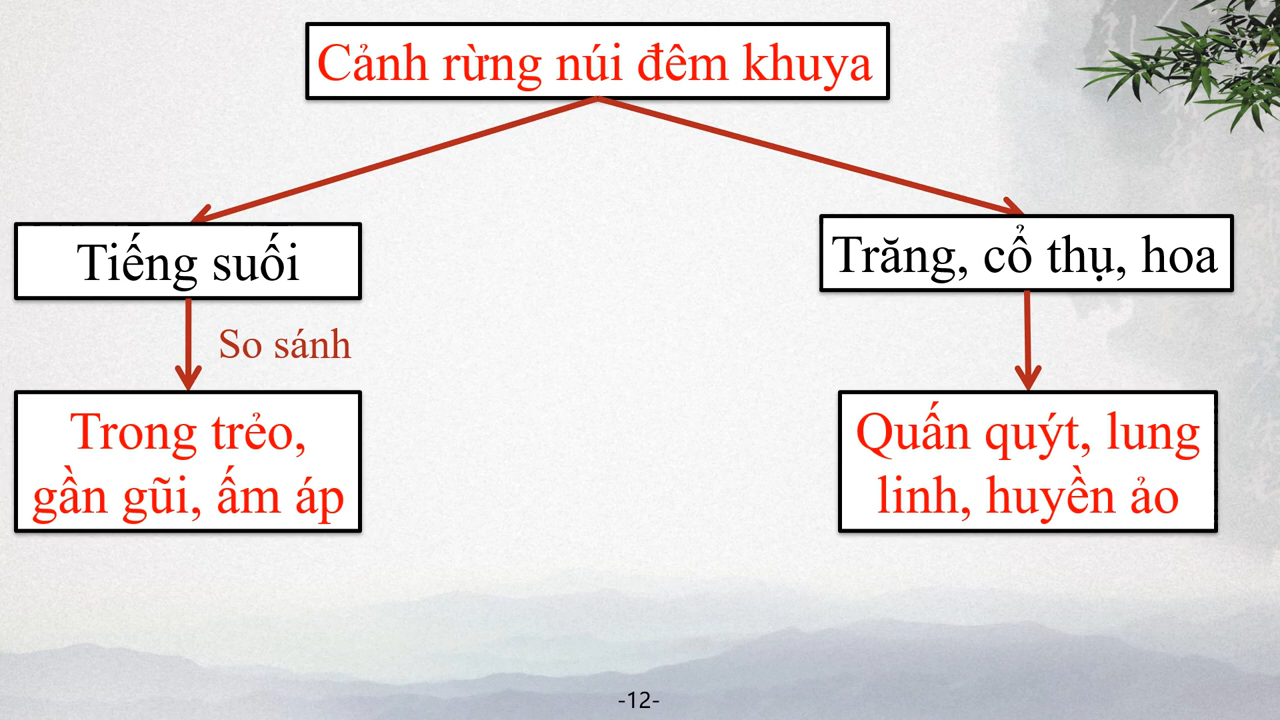 Cảnh rừng núi đêm khuya
Tiếng suối
Trăng, cổ thụ, hoa
So sánh
Trong trẻo,
gần gũi, ấm áp
Quấn quýt, lung
linh, huyền ảo
-12-